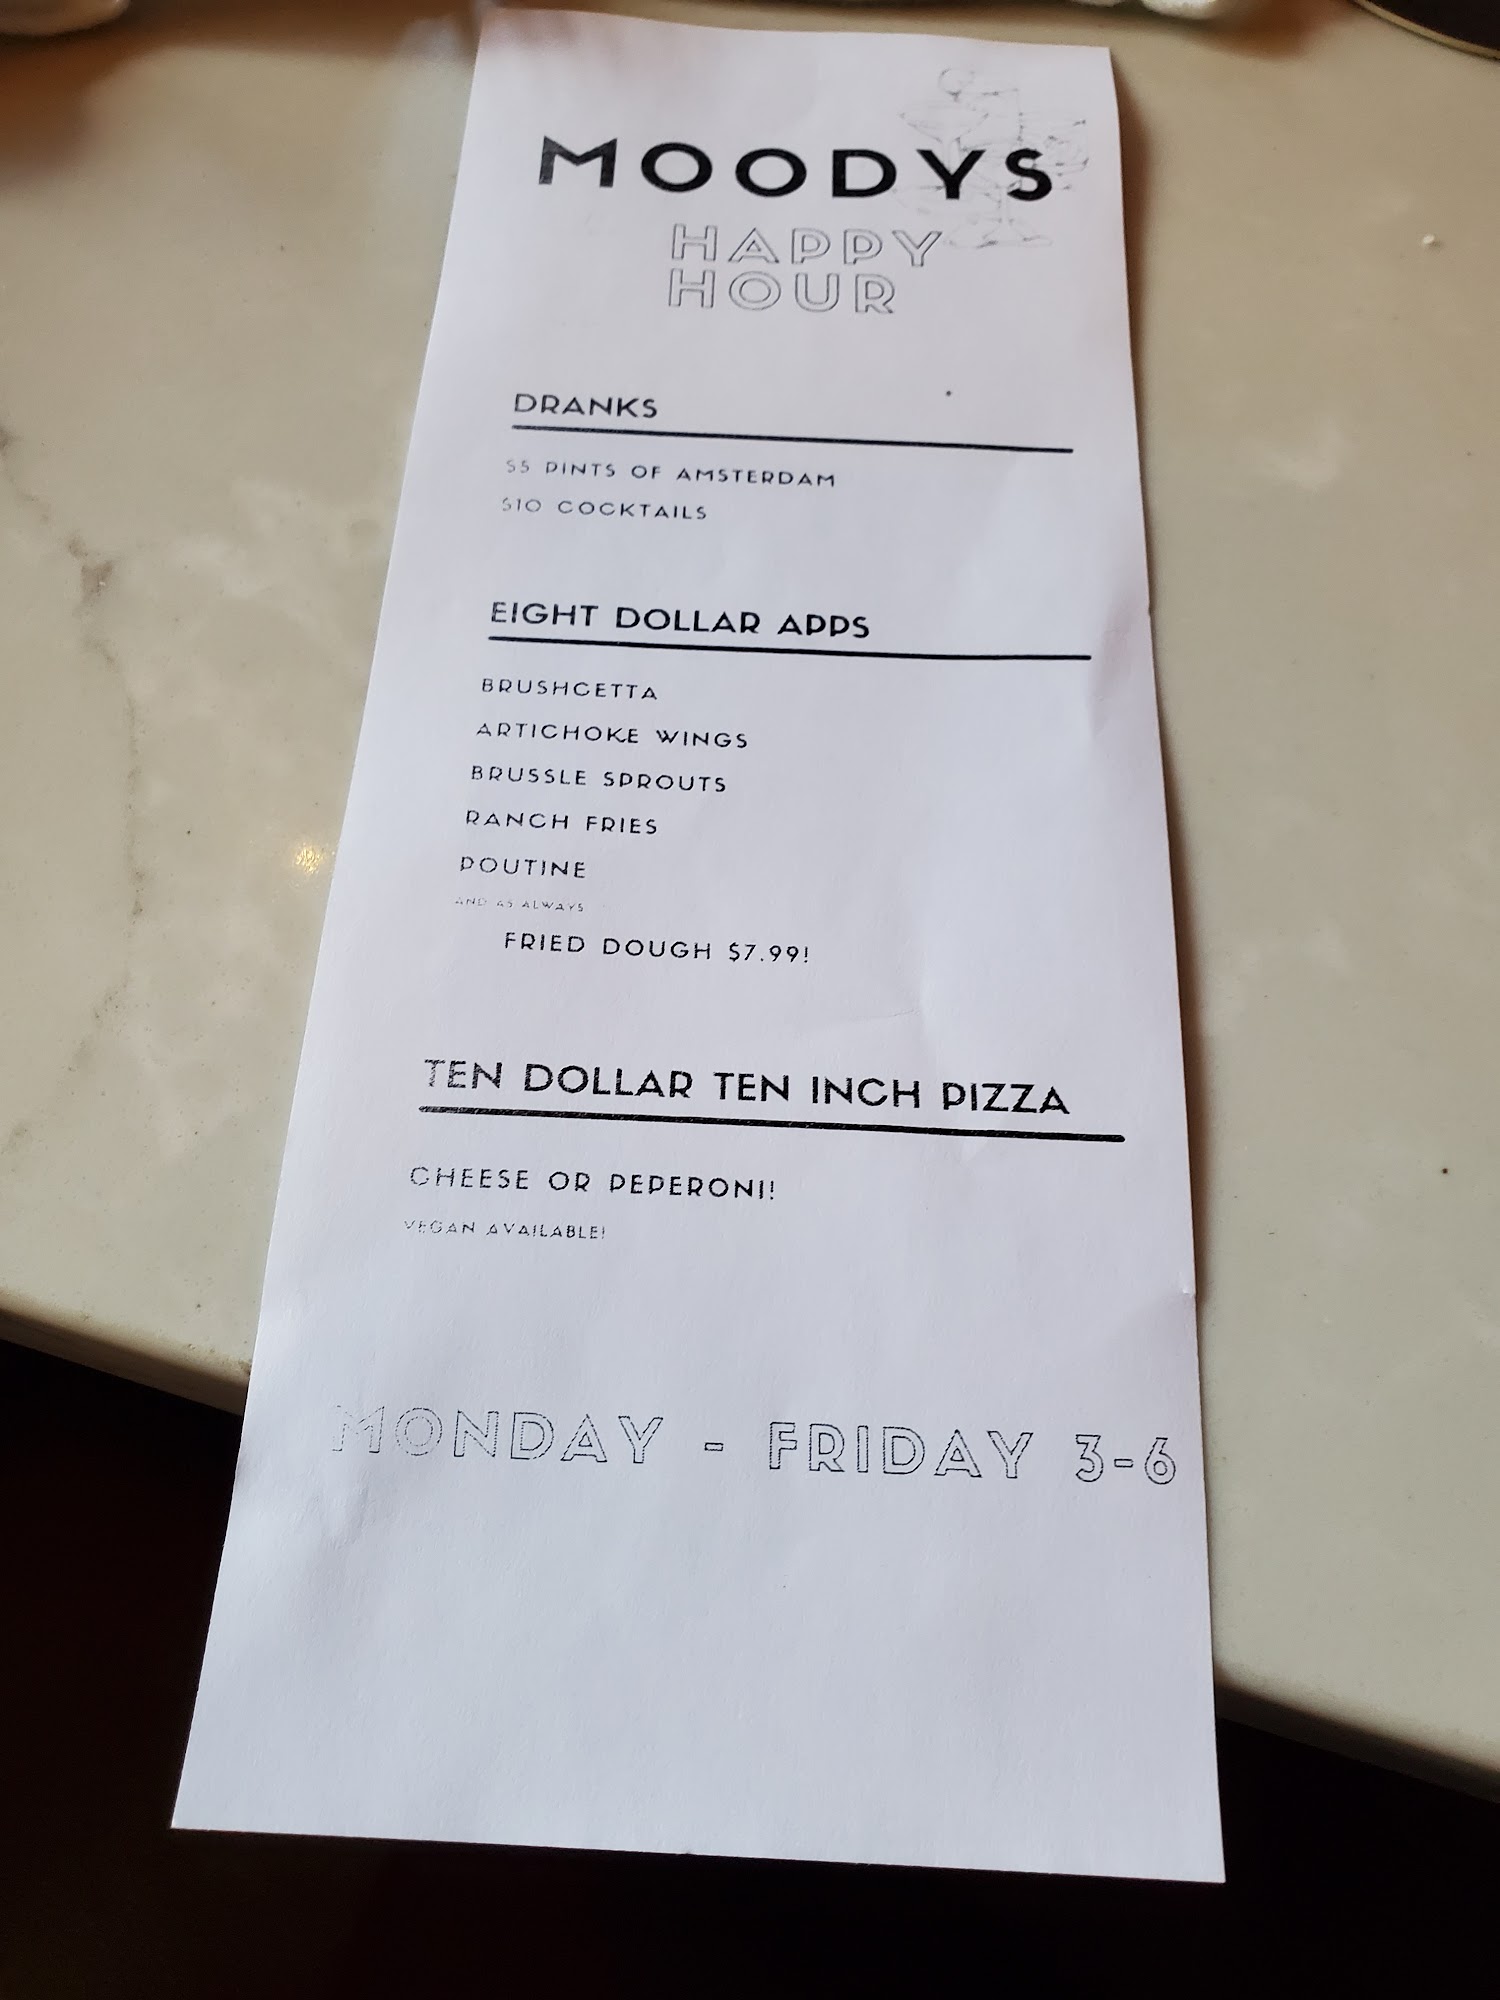 MOODYS
HAPPY
HOUR
DRANKS
$5 PINTS OF AMSTERDAM
$10 COCKTAILS
EIGHT DOLLAR APPS
BRUSHCETTA
ARTICHOKE WINGS
BRUSSLE SPROUTS
RANCH FRIES
POUTINE
AND AS ALWAYS
FRIED DOUGH $7.99!
TEN DOLLAR TEN INCH PIZZA
CHEESE OR PEPERONI!
VEGAN AVAILABLE!
MONDAY - FRIDAY 3-6